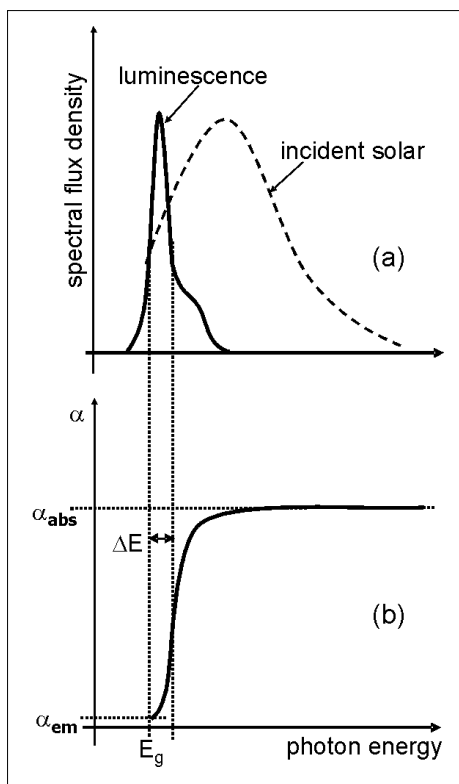 luminescence
incident solar
spectral flux density
(a)
α
α_abs
ΔE
(b)
α_em
E_g
photon energy